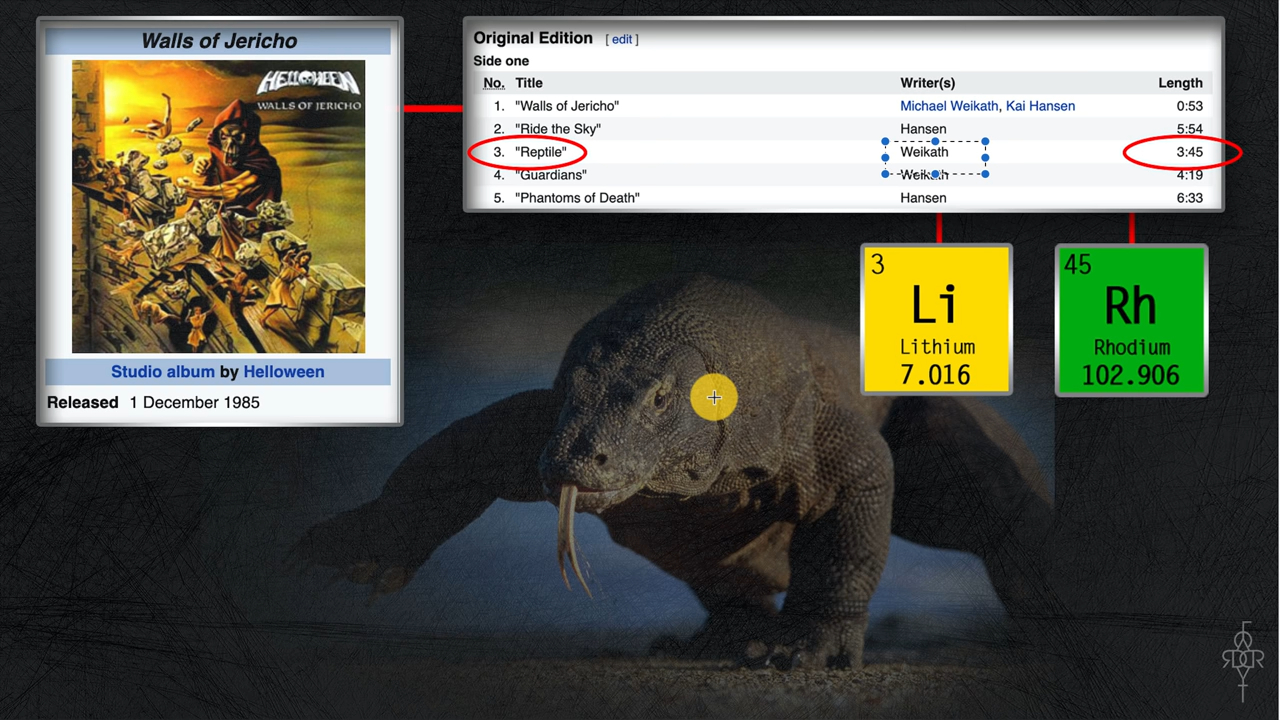 Walls of Jericho
HELLOWEEN
WALLS OF JERICHO
Studio album by Helloween
Released 1 December 1985
Original Edition [ edit ]
Side one
No. Title Writer(s) Length
1. "Walls of Jericho" Michael Weikath, Kai Hansen 0:53
2. "Ride the Sky" Hansen 5:54
3. "Reptile" Weikath 3:45
4. "Guardians" Weikath 4:19
5. "Phantoms of Death" Hansen 6:33
3
Li
Lithium
7.016
45
Rh
Rhodium
102.906